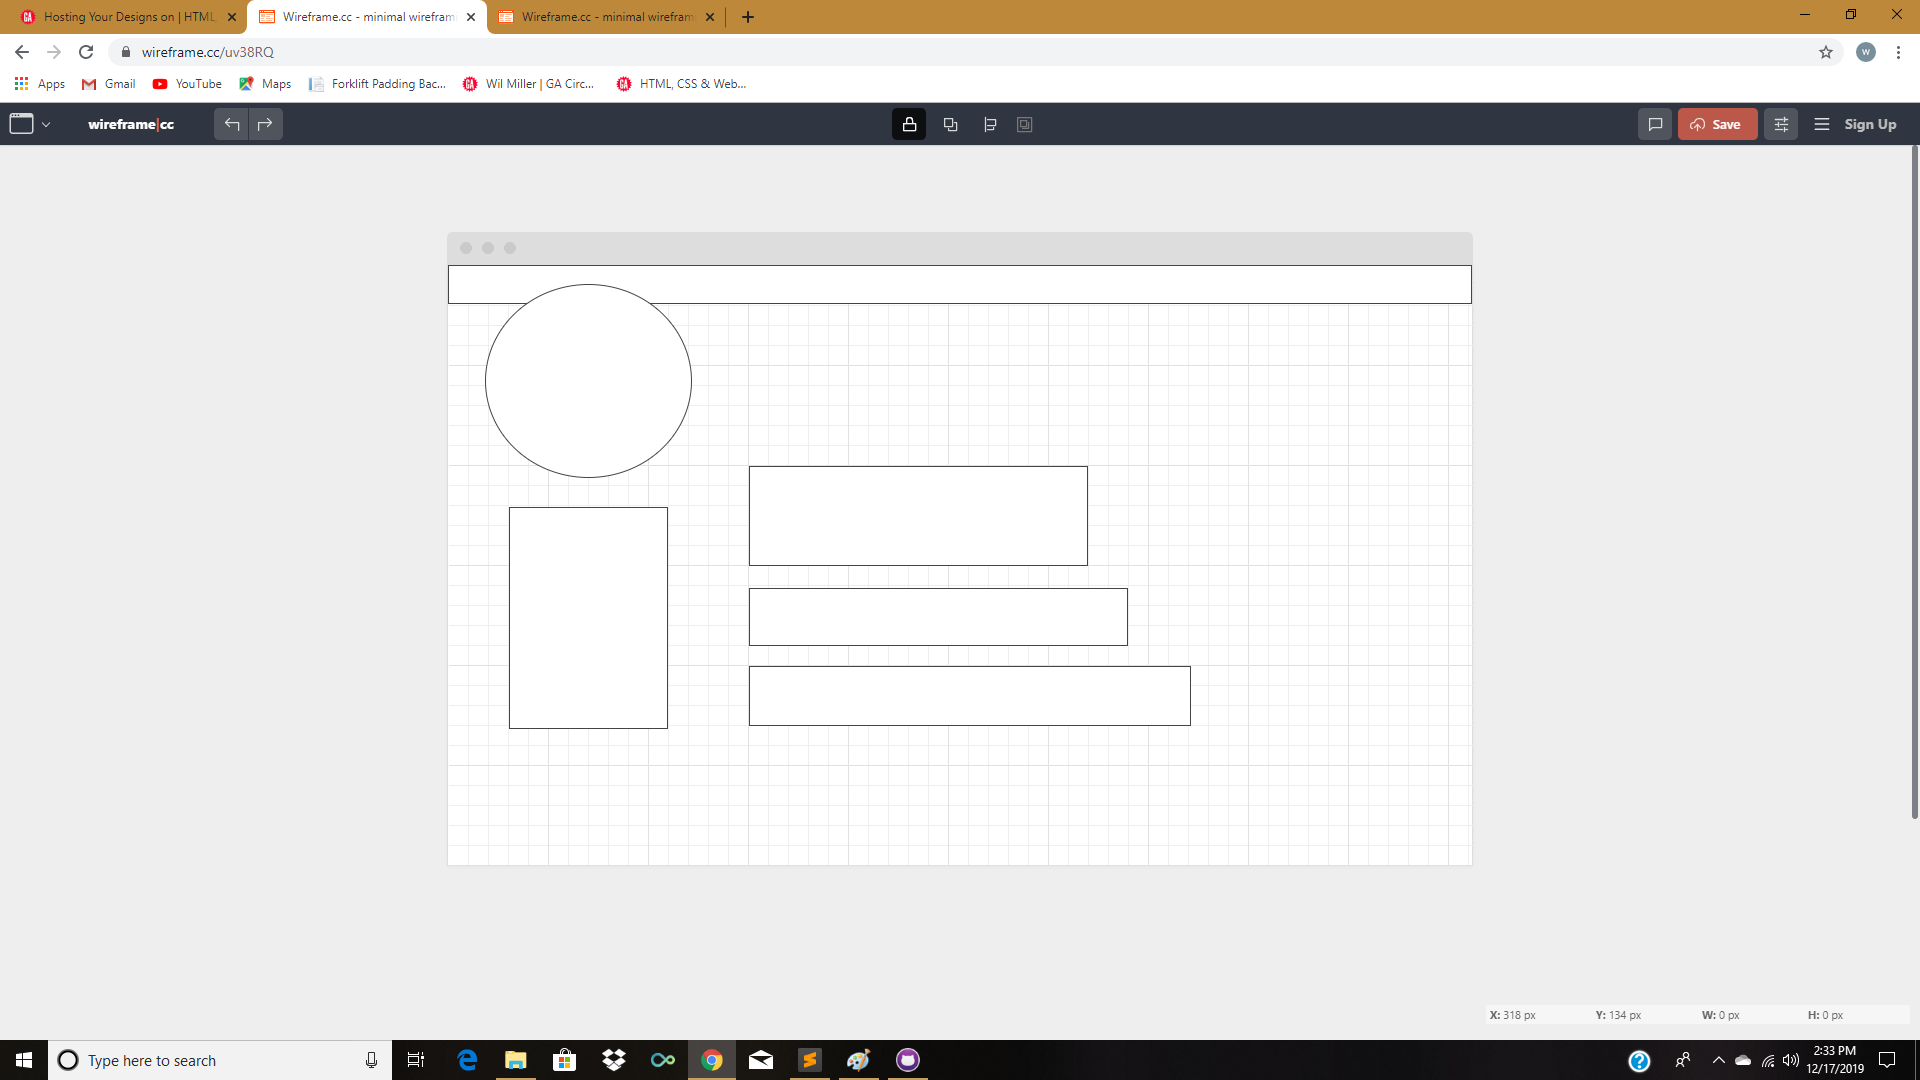 Hosting Your Designs on | HTML,
Wireframe.cc - minimal wirefram
Wireframe.cc - minimal wirefram
wireframe.cc/uv38RQ
W
Apps
Gmail
YouTube
Maps
Forklift Padding Bac...
GA
Wil Miller | GA Circ...
GA
HTML, CSS & Web...
wireframe|cc
Save
Sign Up
X: 318 px
Y: 134 px
W: 0 px
H: 0 px
Type here to search
2:33 PM
12/17/2019